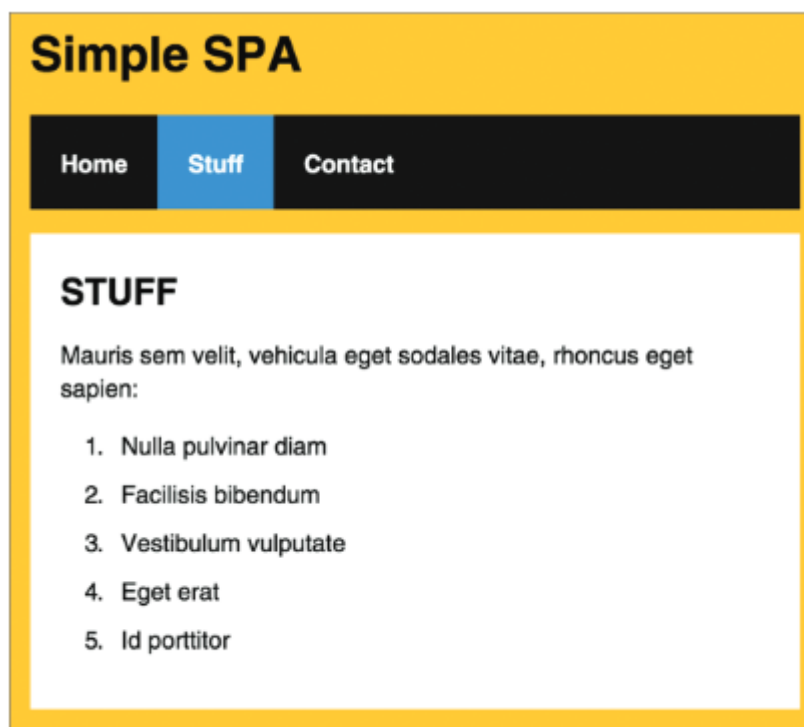 Simple SPA
Home Stuff Contact
STUFF
Mauris sem velit, vehicula eget sodales vitae, rhoncus eget
sapien:
1. Nulla pulvinar diam
2. Facilisis bibendum
3. Vestibulum vulputate
4. Eget erat
5. Id porttitor